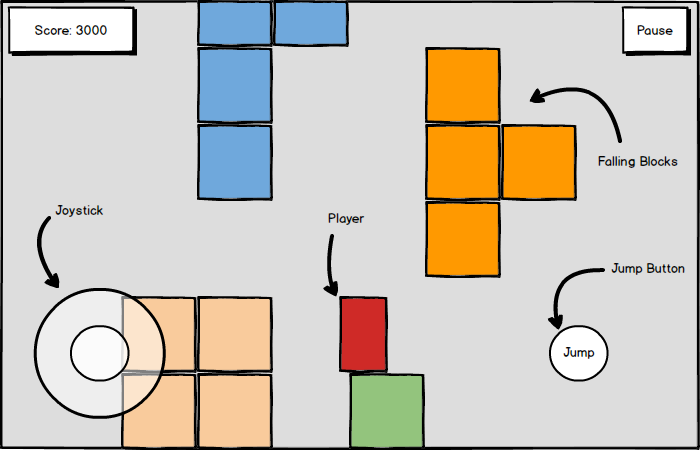 Score: 3000
Pause
Falling Blocks
Joystick
Player
Jump Button
Jump